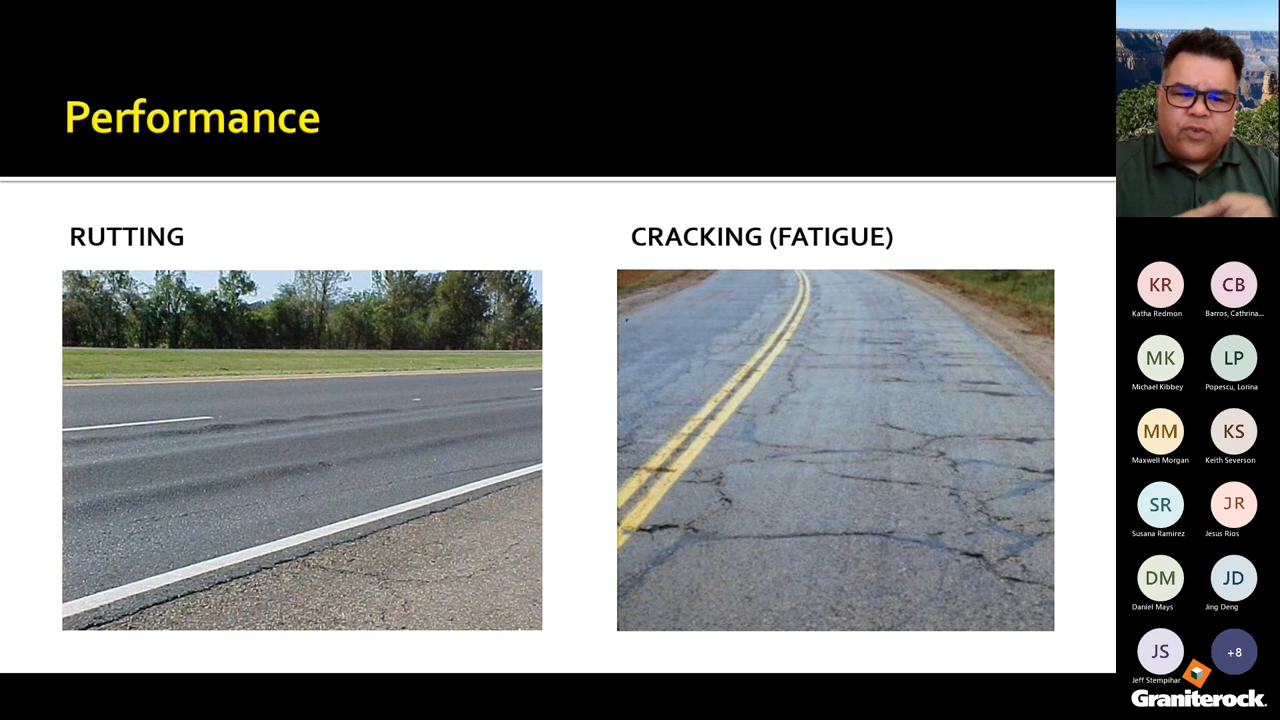 Performance
RUTTING
CRACKING (FATIGUE)
KR
CB
Katha Redmon
Barros, Cathrina...
MK
LP
Michael Kibbey
Popescu, Lorina
MM
KS
Maxwell Morgan
Keith Severson
SR
JR
Susana Ramirez
Jesus Rios
DM
JD
Daniel Mays
Jing Deng
JS
+8
Jeff Stempihar
Graniterock.